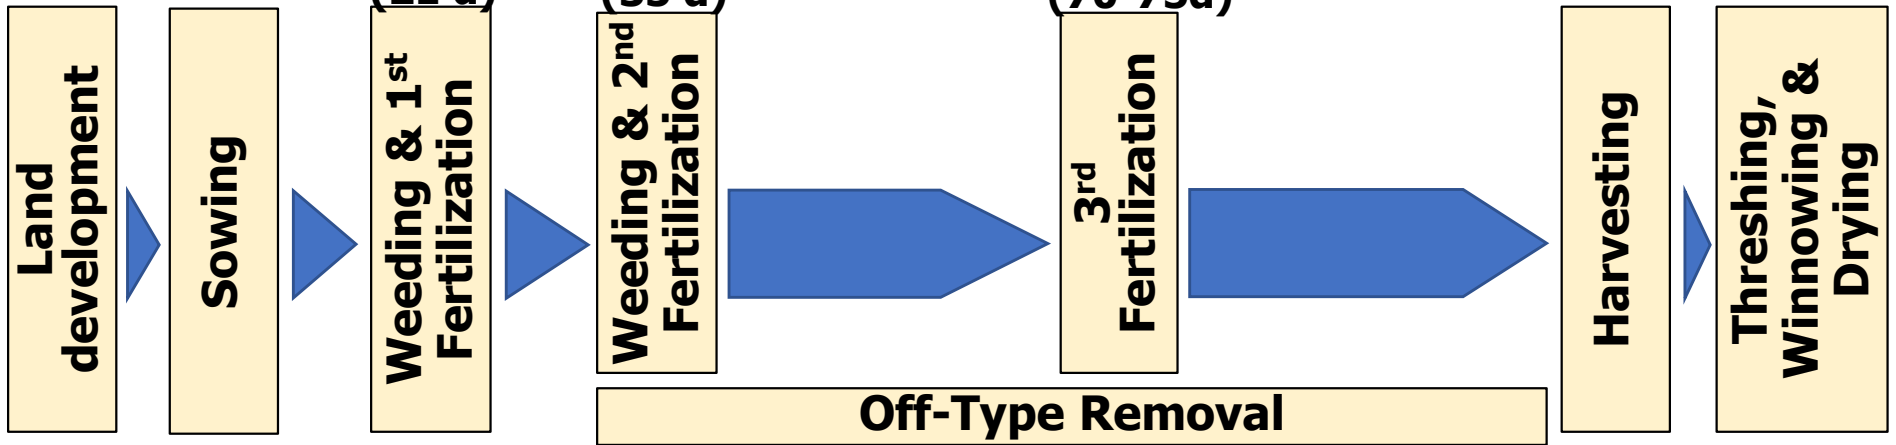 Land
development
Sowing
Weeding & 1st
Fertilization
Weeding & 2nd
Fertilization
3rd
Fertilization
Harvesting
Threshing,
Winnowing &
Drying
Off-Type Removal